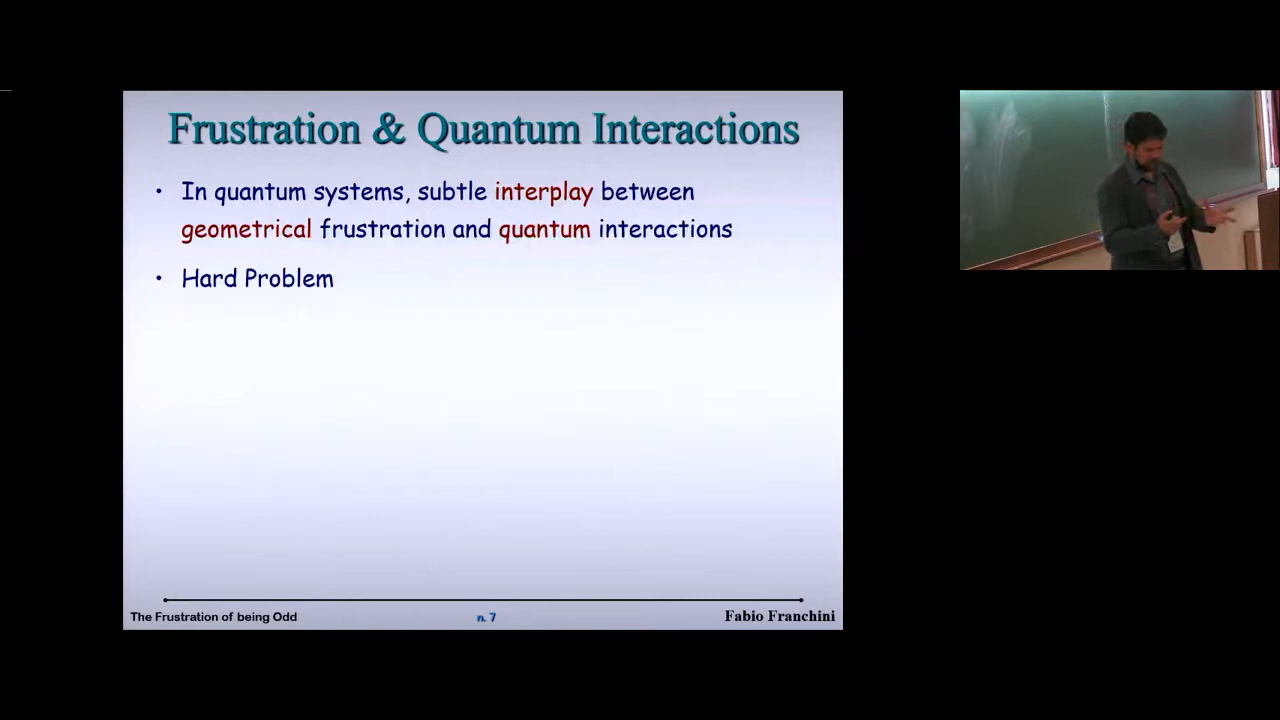 Frustration & Quantum Interactions
• In quantum systems, subtle interplay between
geometrical frustration and quantum interactions
• Hard Problem
The Frustration of being Odd
n. 7
Fabio Franchini